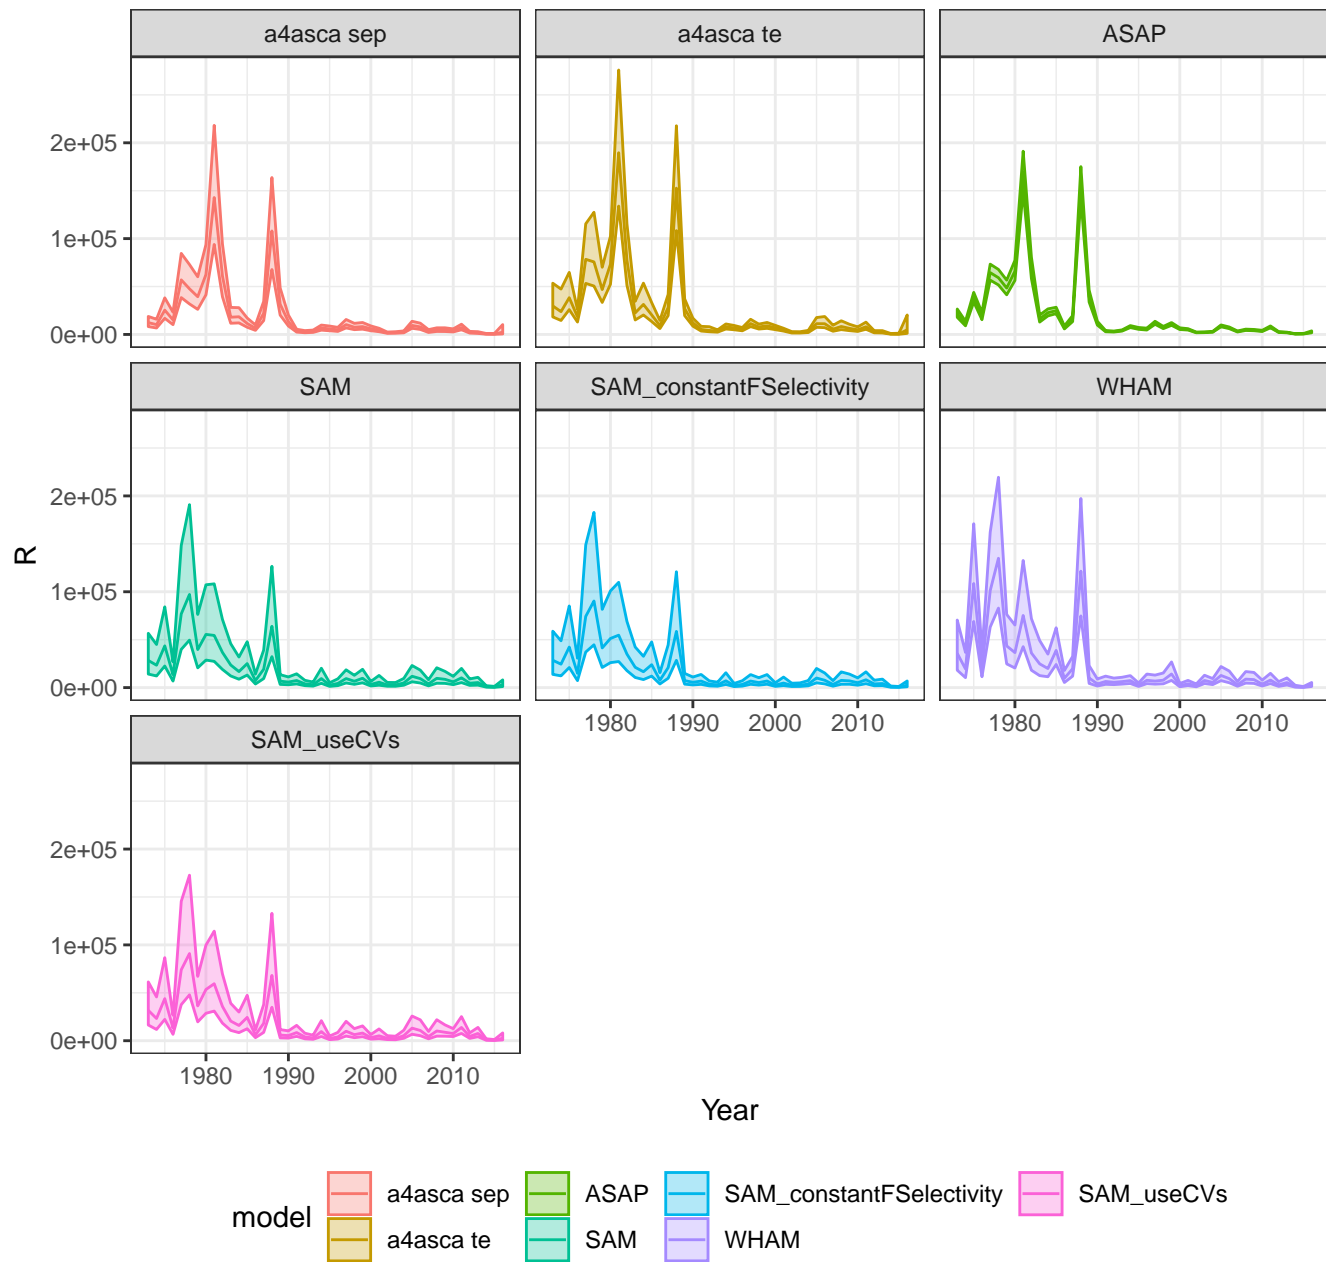 a4asca sep a4asca te ASAP
2e+05
1e+05
0e+00
SAM SAM_constantFSelectivity WHAM
2e+05
1e+05
0e+00
1980 1990 2000 2010 1980 1990 2000 2010
SAM_useCVs
2e+05
1e+05
0e+00
1980 1990 2000 2010
R
Year
model
a4asca sep ASAP SAM_constantFSelectivity SAM_useCVs
a4asca te SAM WHAM